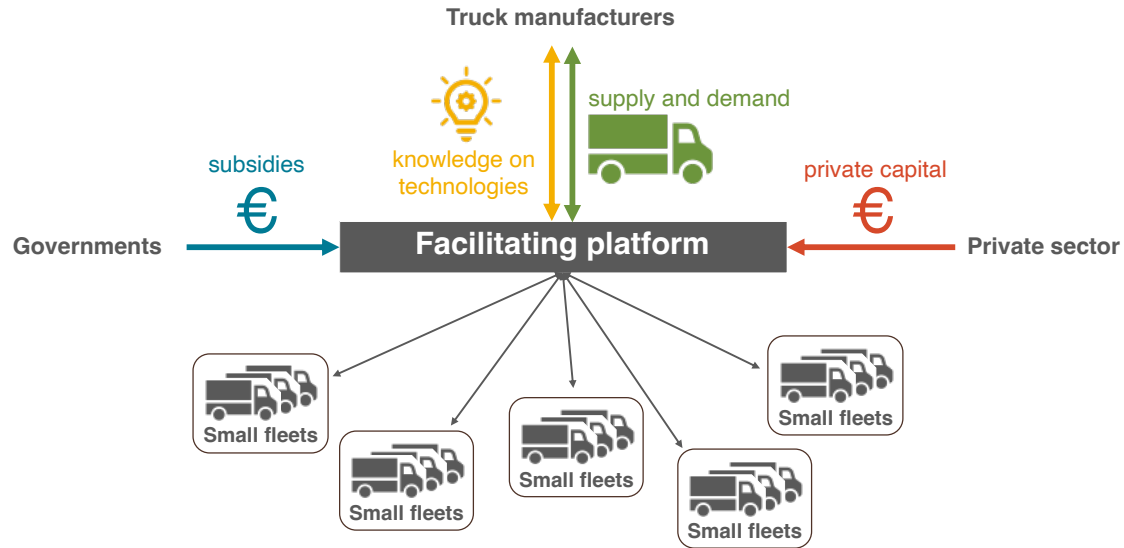 Truck manufacturers
supply and demand
knowledge on
technologies
subsidies
€
private capital
€
Governments
Facilitating platform
Private sector
Small fleets
Small fleets
Small fleets
Small fleets
Small fleets